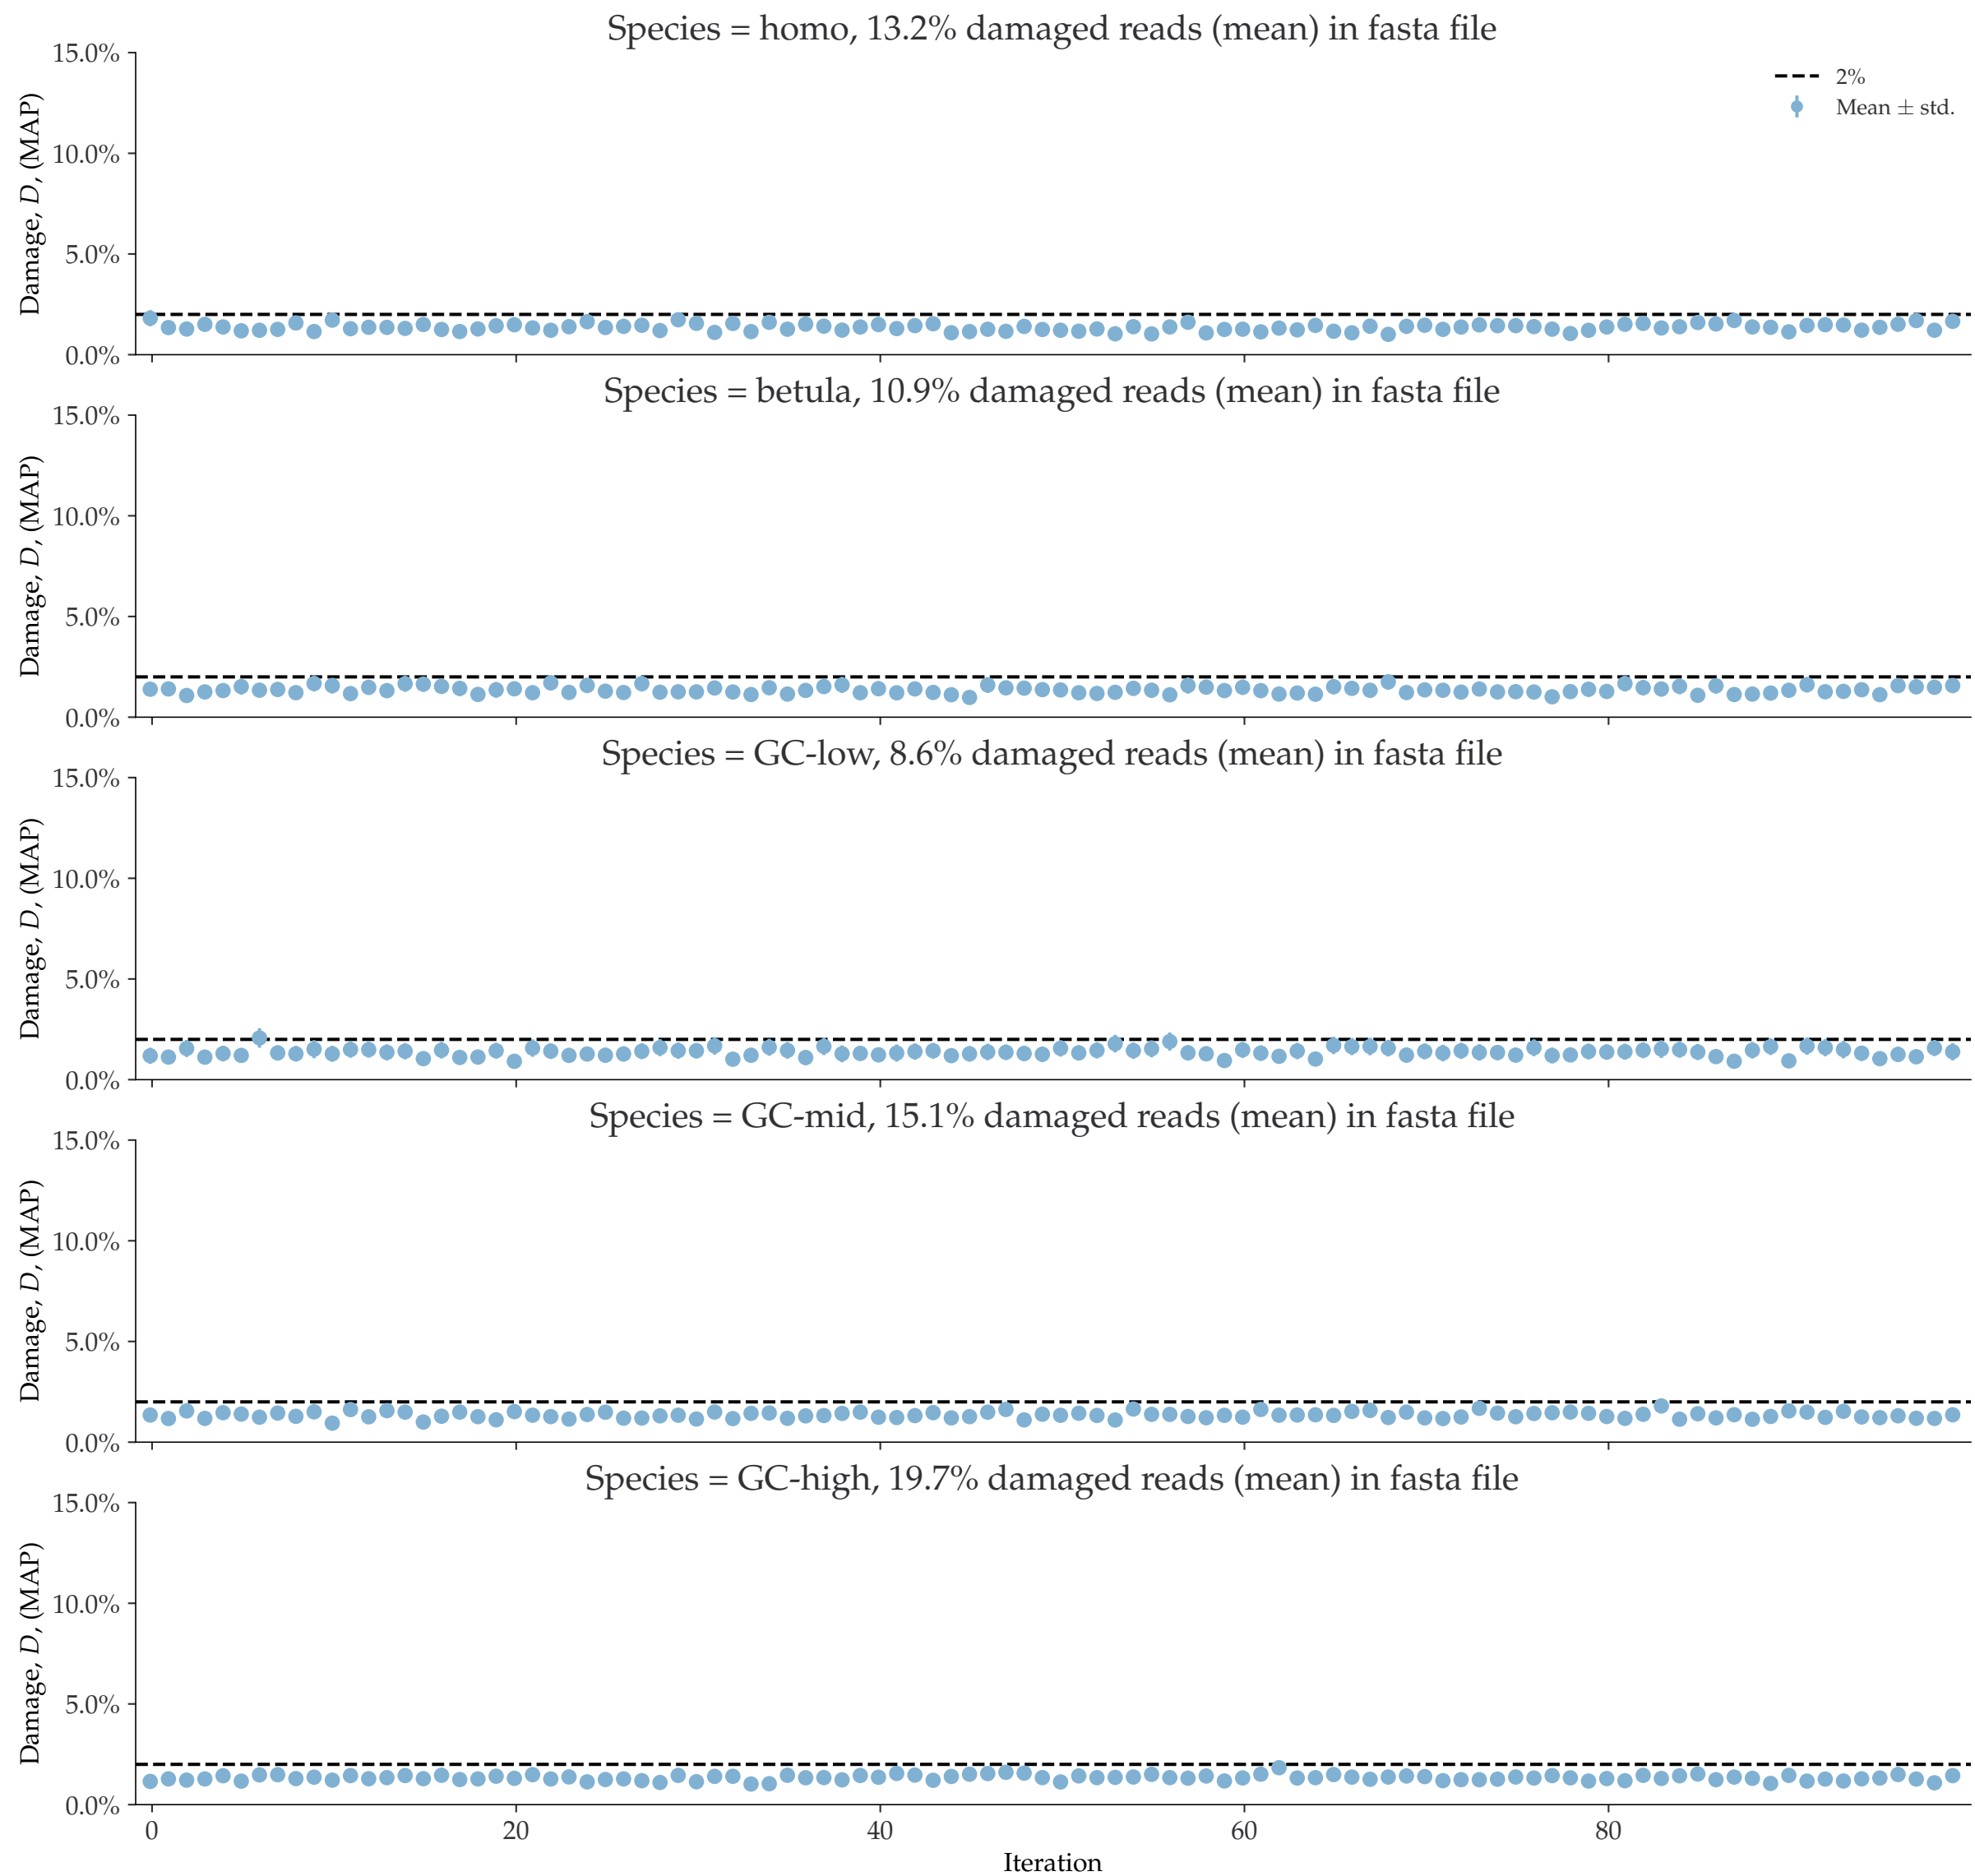 Species = homo, 13.2% damaged reads (mean) in fasta file
15.0%
10.0%
5.0%
0.0%
Damage, D, (MAP)
2%
Mean ± std.
Species = betula, 10.9% damaged reads (mean) in fasta file
15.0%
10.0%
5.0%
0.0%
Damage, D, (MAP)
Species = GC-low, 8.6% damaged reads (mean) in fasta file
15.0%
10.0%
5.0%
0.0%
Damage, D, (MAP)
Species = GC-mid, 15.1% damaged reads (mean) in fasta file
15.0%
10.0%
5.0%
0.0%
Damage, D, (MAP)
Species = GC-high, 19.7% damaged reads (mean) in fasta file
15.0%
10.0%
5.0%
0.0%
Damage, D, (MAP)
0 20 40 60 80
Iteration